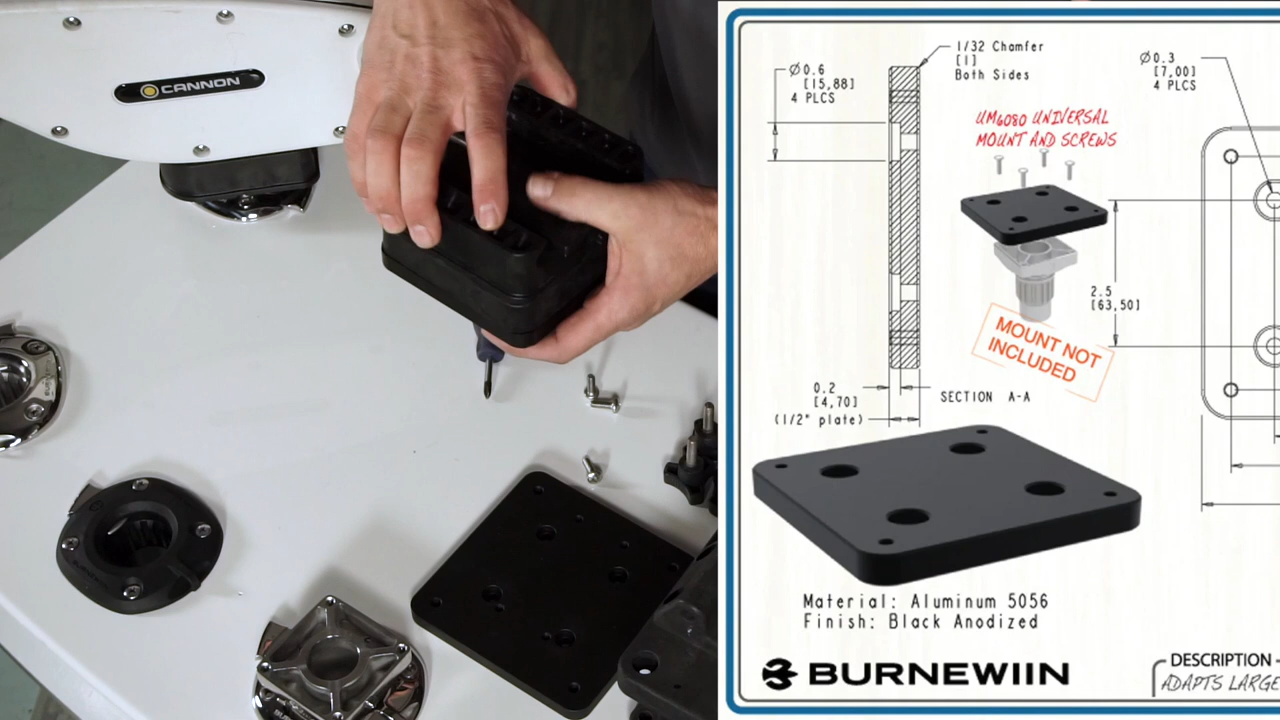 CANNON
1/32 Chamfer
[1]
Both Sides
Ø0.6
[15,88]
4 PLCS
Ø0.3
[7,00]
4 PLCS
UM6080 UNIVERSAL
MOUNT AND SCREWS
2.5
[63,50]
MOUNT NOT
INCLUDED
0.2
[4,70]
(1/2" plate)
SECTION A-A
Material: Aluminum 5056
Finish: Black Anodized
BURNEWIIN
DESCRIPTION
ADAPTS LARGE